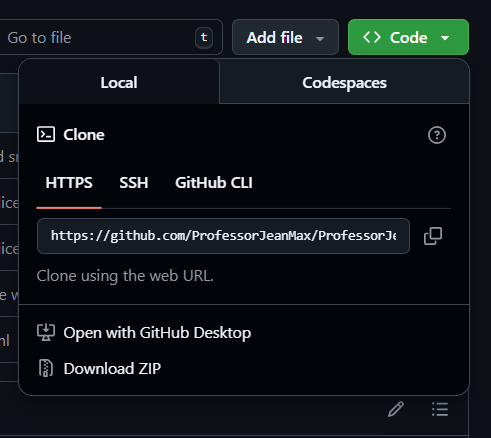 Go to file
t
Add file
Code
Local
Codespaces
Clone
HTTPS
SSH
GitHub CLI
https://github.com/ProfessorJeanMax/ProfessorJe
Clone using the web URL.
Open with GitHub Desktop
Download ZIP